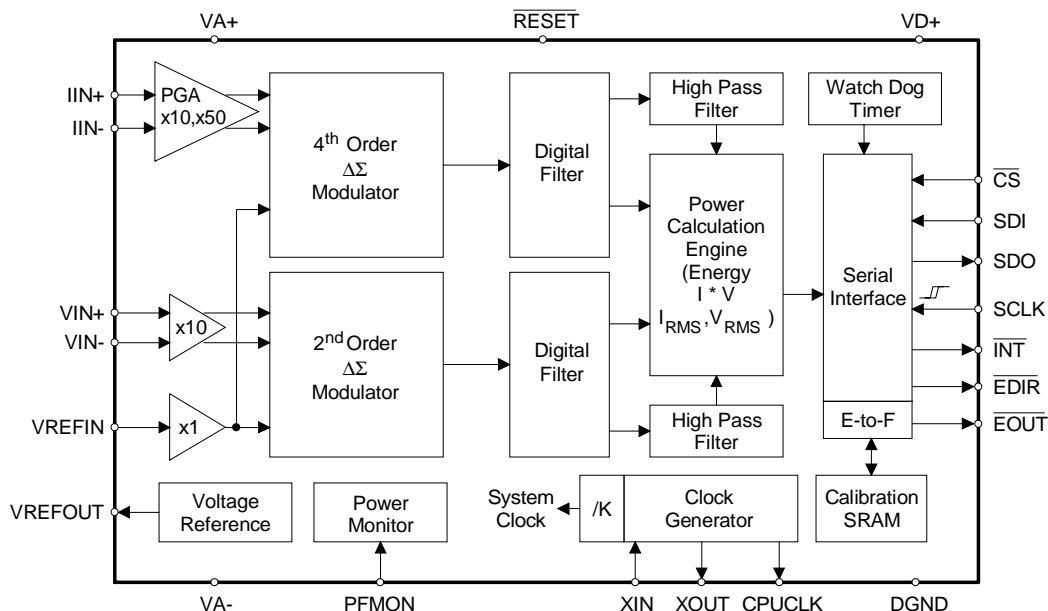 VA+
RESET
VD+
IIN+
IIN-
PGA
x10,x50
4th Order
ΔΣ
Modulator
Digital
Filter
High Pass
Filter
Watch Dog
Timer
Power
Calculation
Engine
(Energy
I * V
IRMS,VRMS )
Serial
Interface
CS
SDI
SDO
SCLK
INT
EDIR
EOUT
VIN+
VIN-
x10
2nd Order
ΔΣ
Modulator
Digital
Filter
VREFIN
x1
High Pass
Filter
E-to-F
VREFOUT
Voltage
Reference
Power
Monitor
System
Clock
/K
Clock
Generator
Calibration
SRAM
VA-
PFMON
XIN
XOUT
CPUCLK
DGND